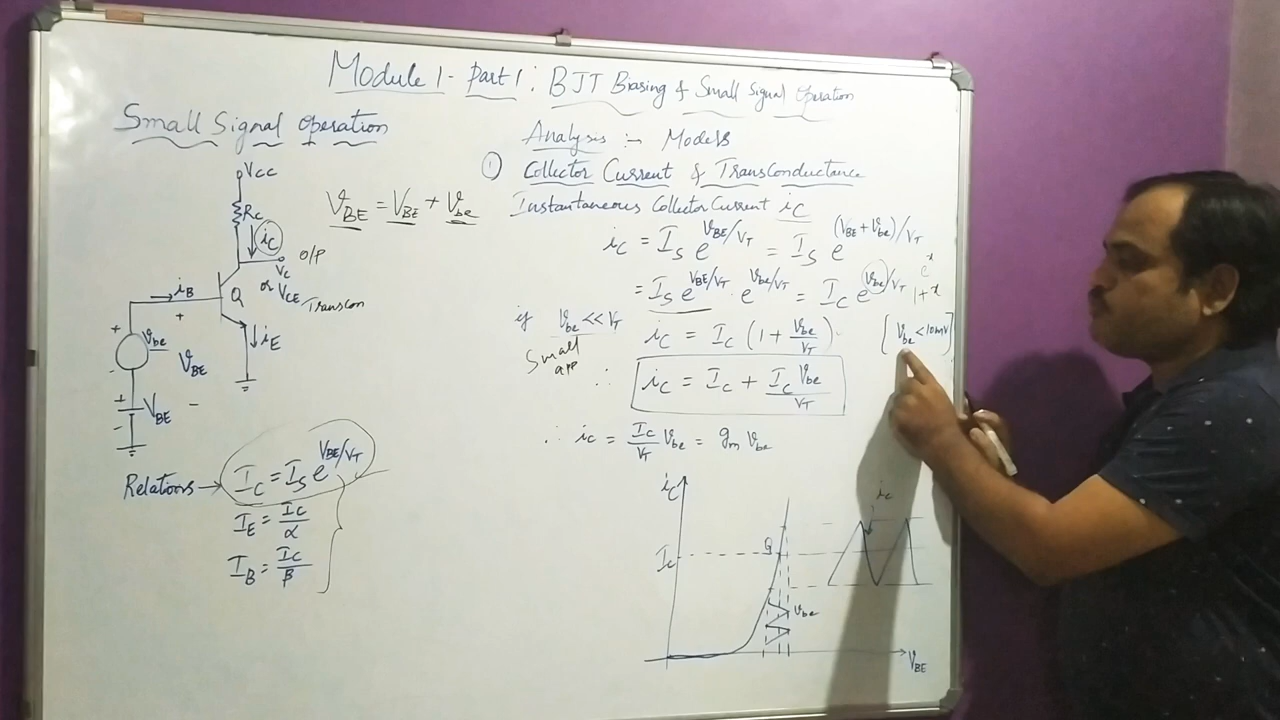 Module 1 - Part 1 : BJT Biasing & Small Signal Operation
Small Signal Operation
VCC
RC
iC
O/P
VC
or VCE
Transcon
iB
Q
+
+
vbe
-
vBE
iE
+
VBE
-
-
vBE = VBE + vbe
Relations → IC = IS e^VBE/VT
IE = IC/α
IB = IC/β
Analysis :- Models
① Collector Current & Transconductance
Instantaneous Collector Current iC
iC = IS e^vBE/VT = IS e^(VBE + vbe)/VT
= IS e^VBE/VT · e^vbe/VT = IC e^vbe/VT
e^x
1+x
if vbe << VT iC = IC (1 + vbe/VT) [vbe < 10mV]
Small app
∴ iC = IC + IC vbe/VT
∴ ic = IC/VT vbe = gm vbe
iC
IC
Q
ic
vbe
VBE